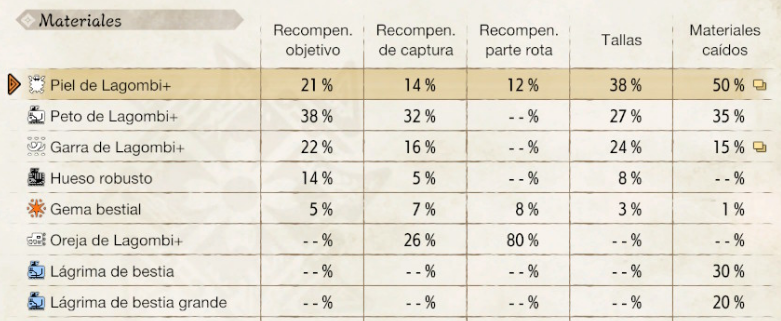 Materiales
Recompen. objetivo Recompen. de captura Recompen. parte rota Tallas Materiales caídos
Piel de Lagombi+ 21 % 14 % 12 % 38 % 50 %
Peto de Lagombi+ 38 % 32 % --% 27 % 35 %
Garra de Lagombi+ 22 % 16 % --% 24 % 15 %
Hueso robusto 14 % 5 % --% 8 % --%
Gema bestial 5 % 7 % 8 % 3 % 1 %
Oreja de Lagombi+ --% 26 % 80 % --% --%
Lágrima de bestia --% --% --% --% 30 %
Lágrima de bestia grande --% --% --% --% 20 %